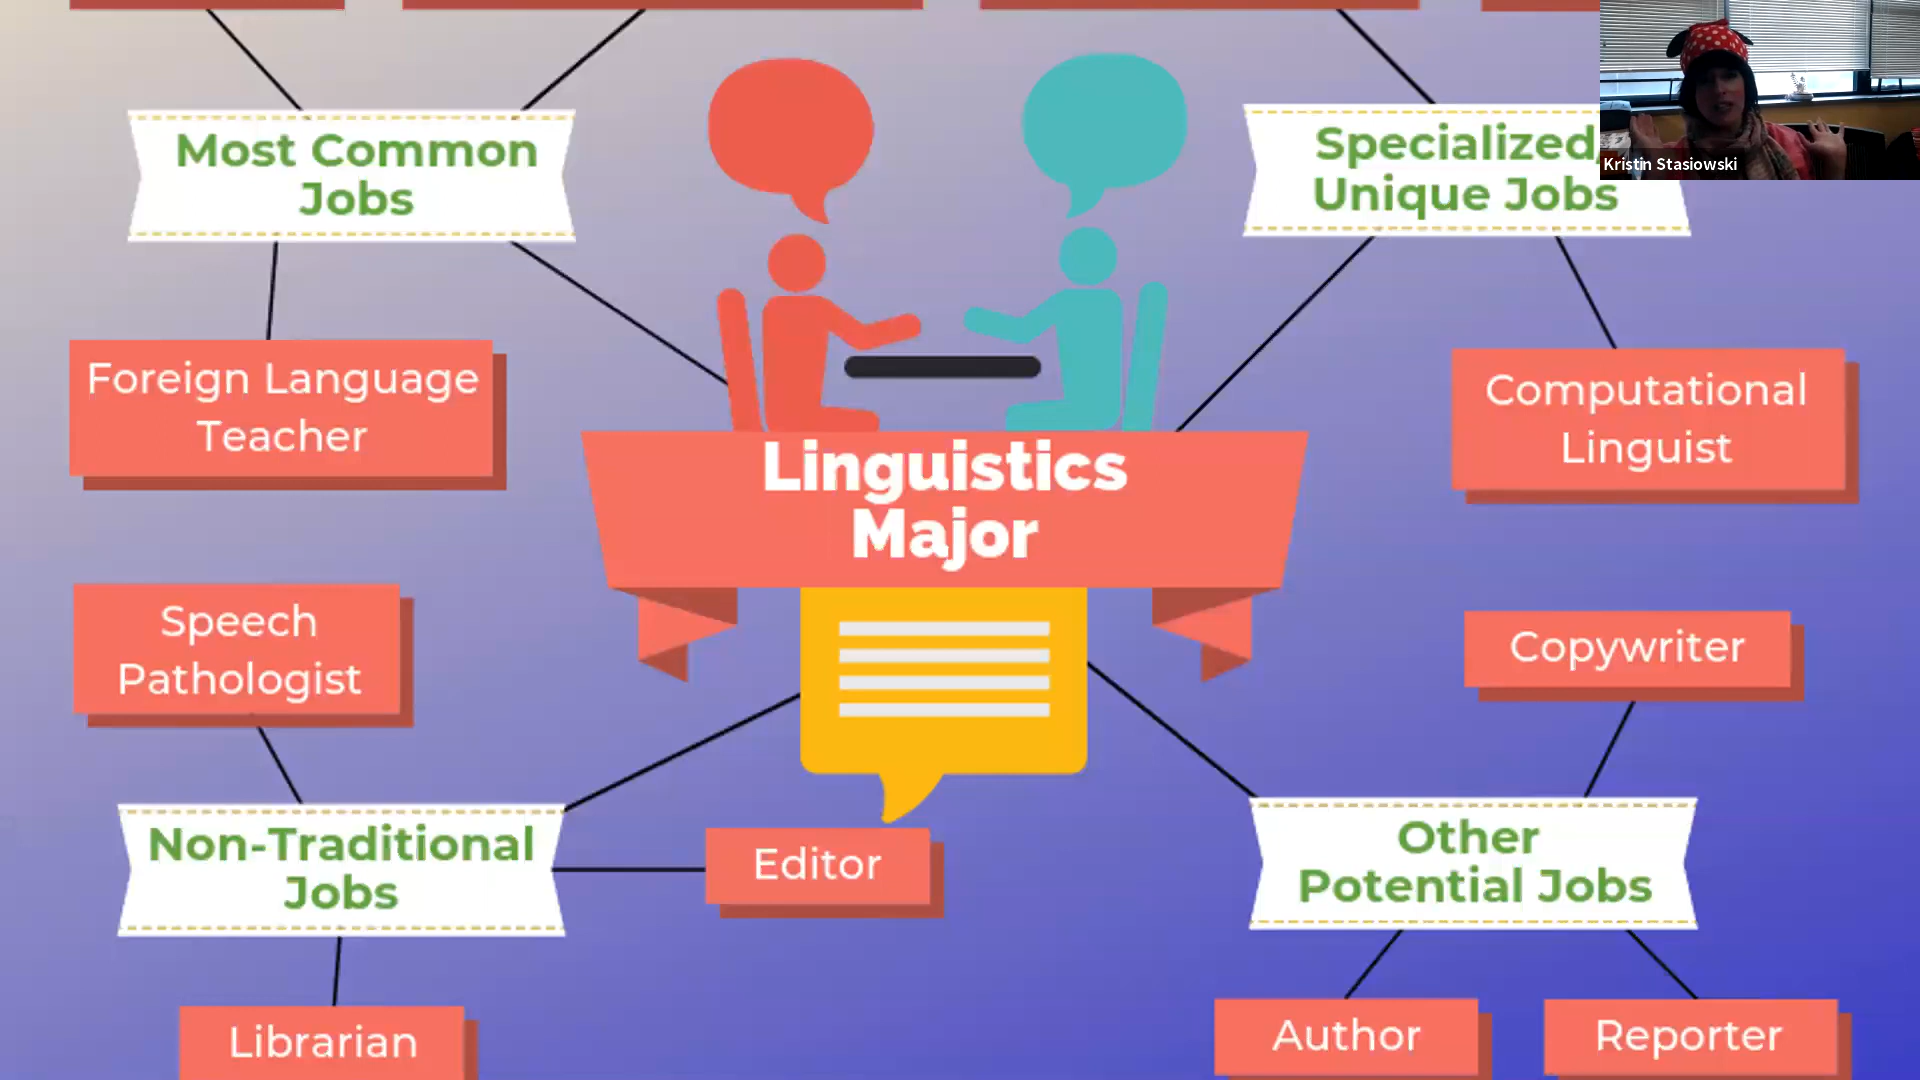 Most Common
Jobs
Specialized/
Unique Jobs
Kristin Stasiowski
Foreign Language
Teacher
Computational
Linguist
Linguistics
Major
Speech
Pathologist
Copywriter
Non-Traditional
Jobs
Editor
Other
Potential Jobs
Librarian
Author
Reporter